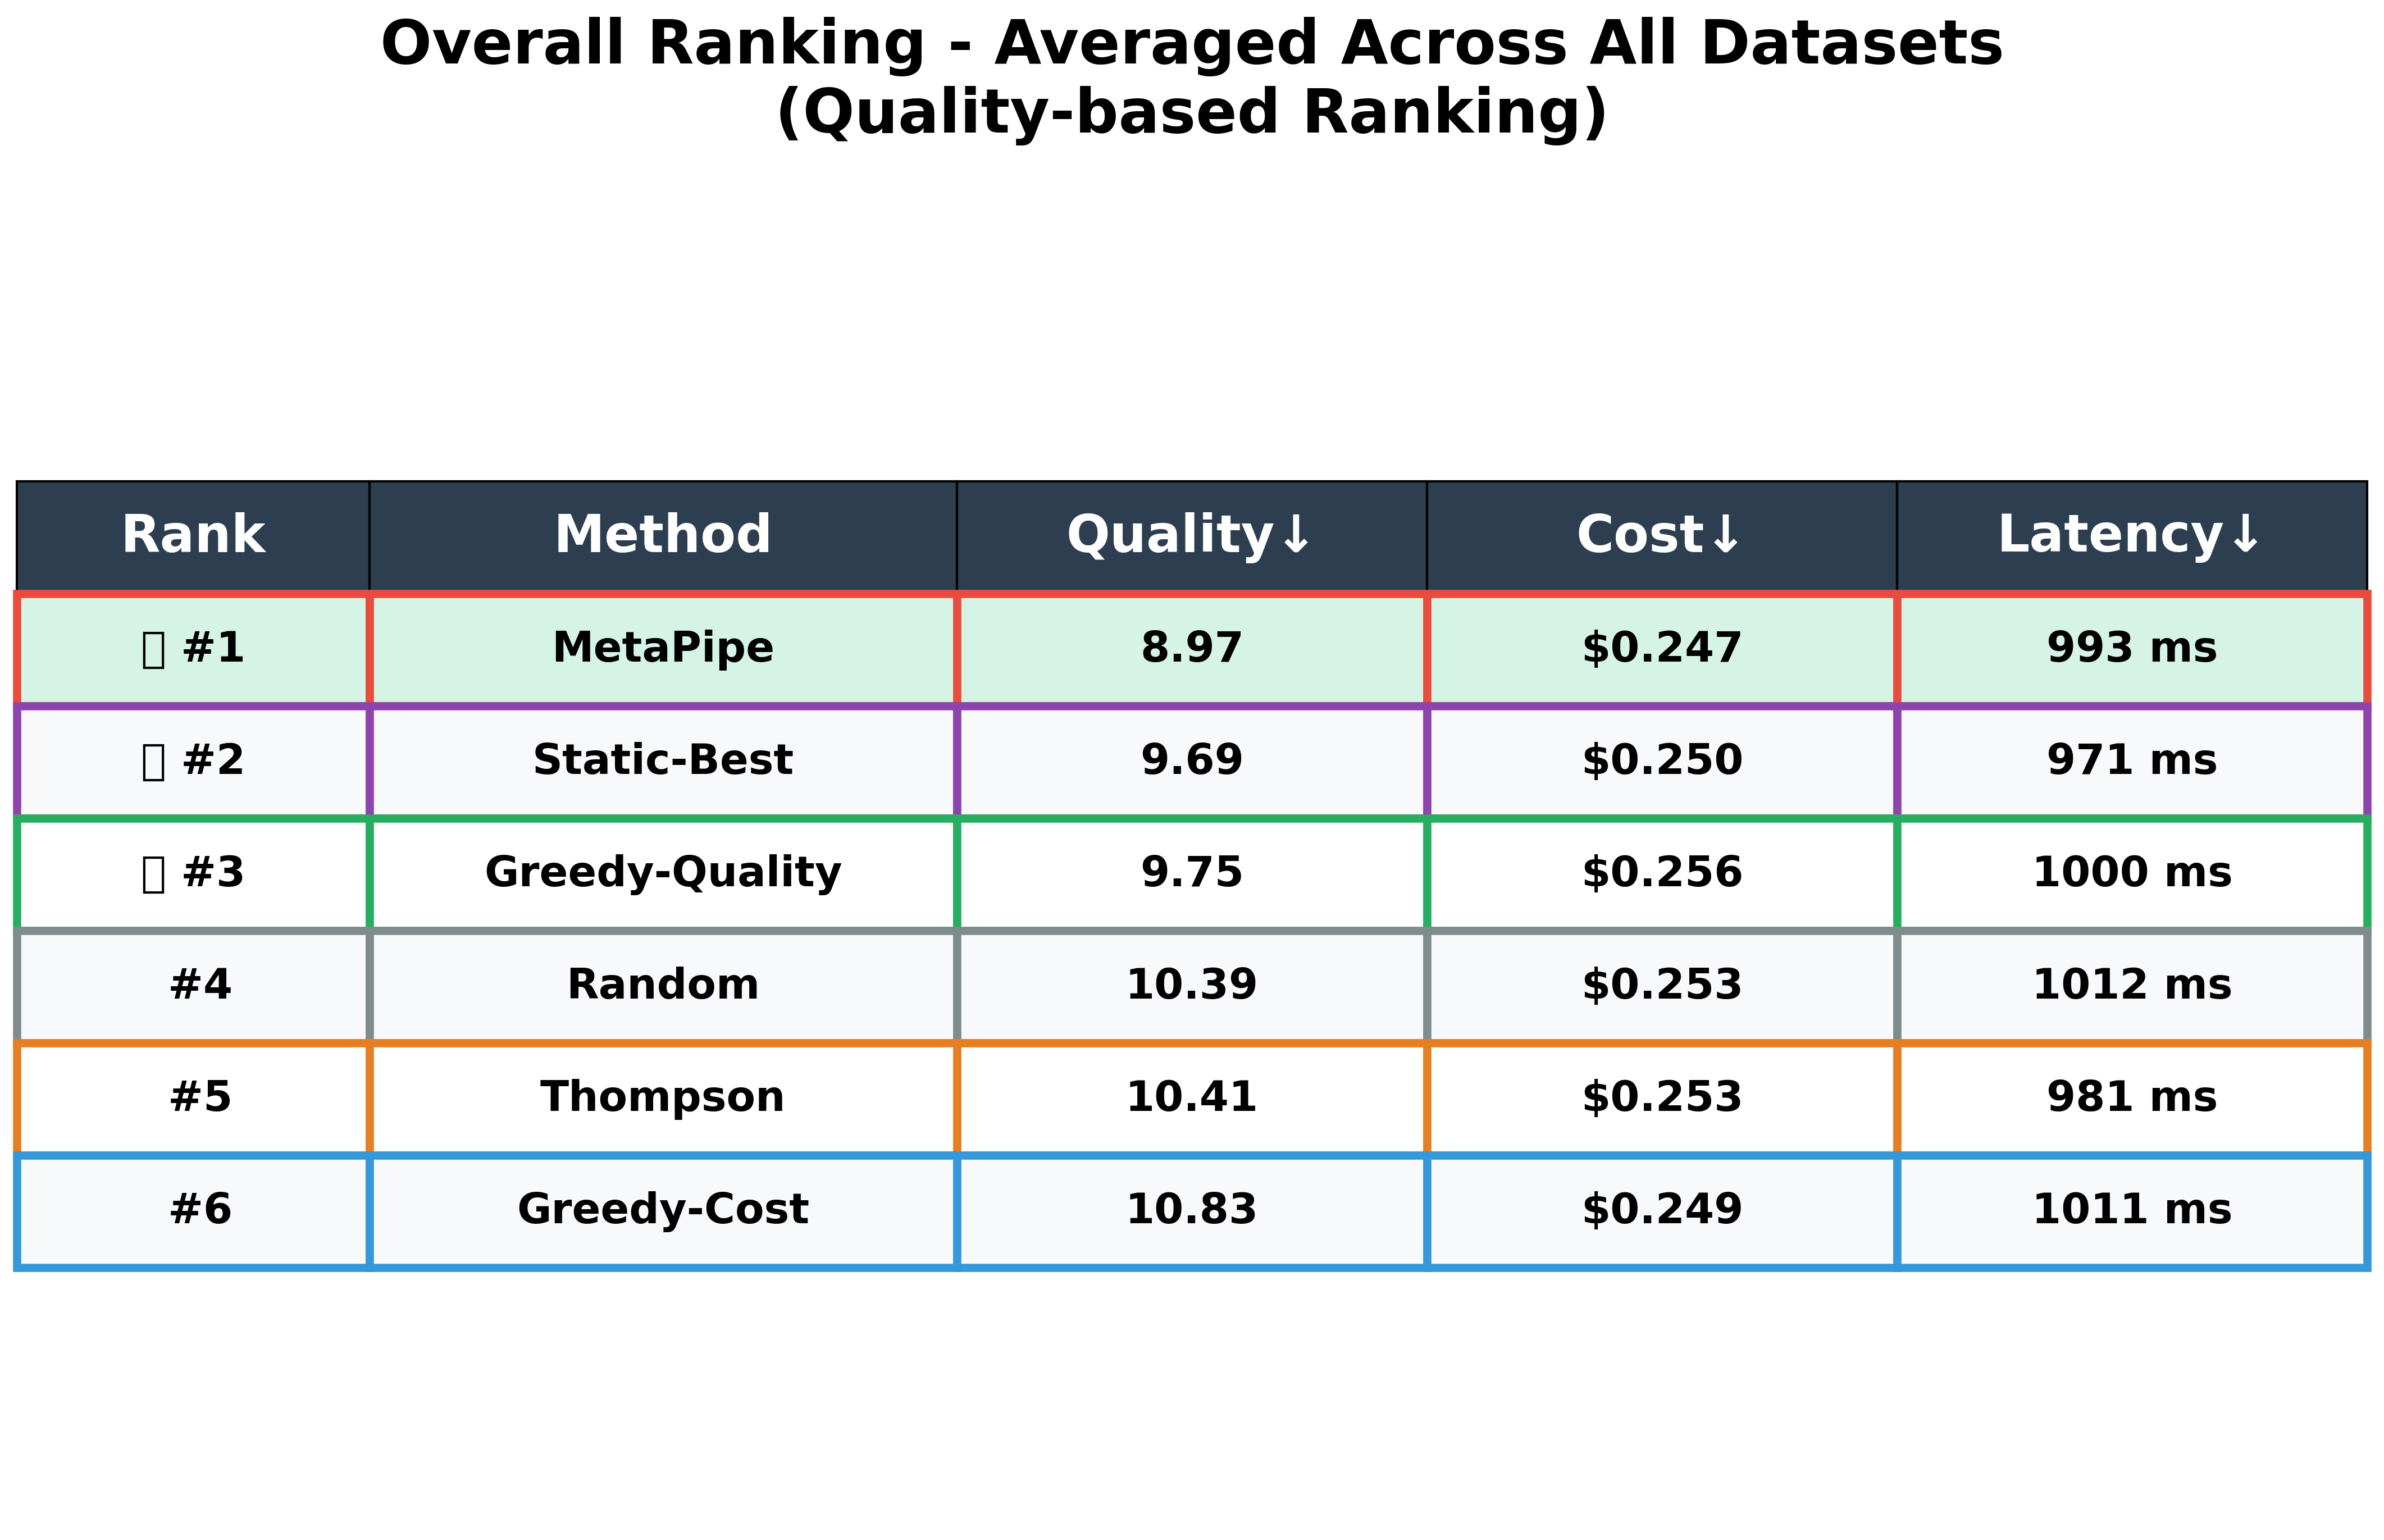 Overall Ranking - Averaged Across All Datasets
(Quality-based Ranking)
Rank Method Quality↓ Cost↓ Latency↓
#1 MetaPipe 8.97 $0.247 993 ms
#2 Static-Best 9.69 $0.250 971 ms
#3 Greedy-Quality 9.75 $0.256 1000 ms
#4 Random 10.39 $0.253 1012 ms
#5 Thompson 10.41 $0.253 981 ms
#6 Greedy-Cost 10.83 $0.249 1011 ms